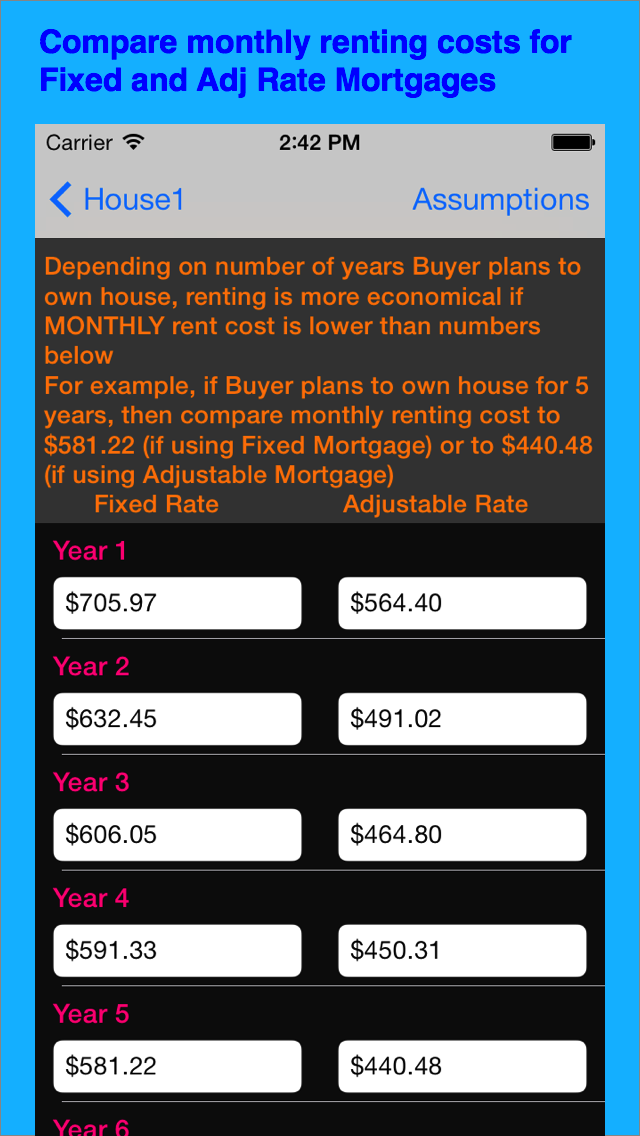 Compare monthly renting costs for
Fixed and Adj Rate Mortgages
Carrier 2:42 PM
House1 Assumptions
Depending on number of years Buyer plans to
own house, renting is more economical if
MONTHLY rent cost is lower than numbers
below
For example, if Buyer plans to own house for 5
years, then compare monthly renting cost to
$581.22 (if using Fixed Mortgage) or to $440.48
(if using Adjustable Mortgage)
Fixed Rate Adjustable Rate
Year 1
$705.97 $564.40
Year 2
$632.45 $491.02
Year 3
$606.05 $464.80
Year 4
$591.33 $450.31
Year 5
$581.22 $440.48
Year 6